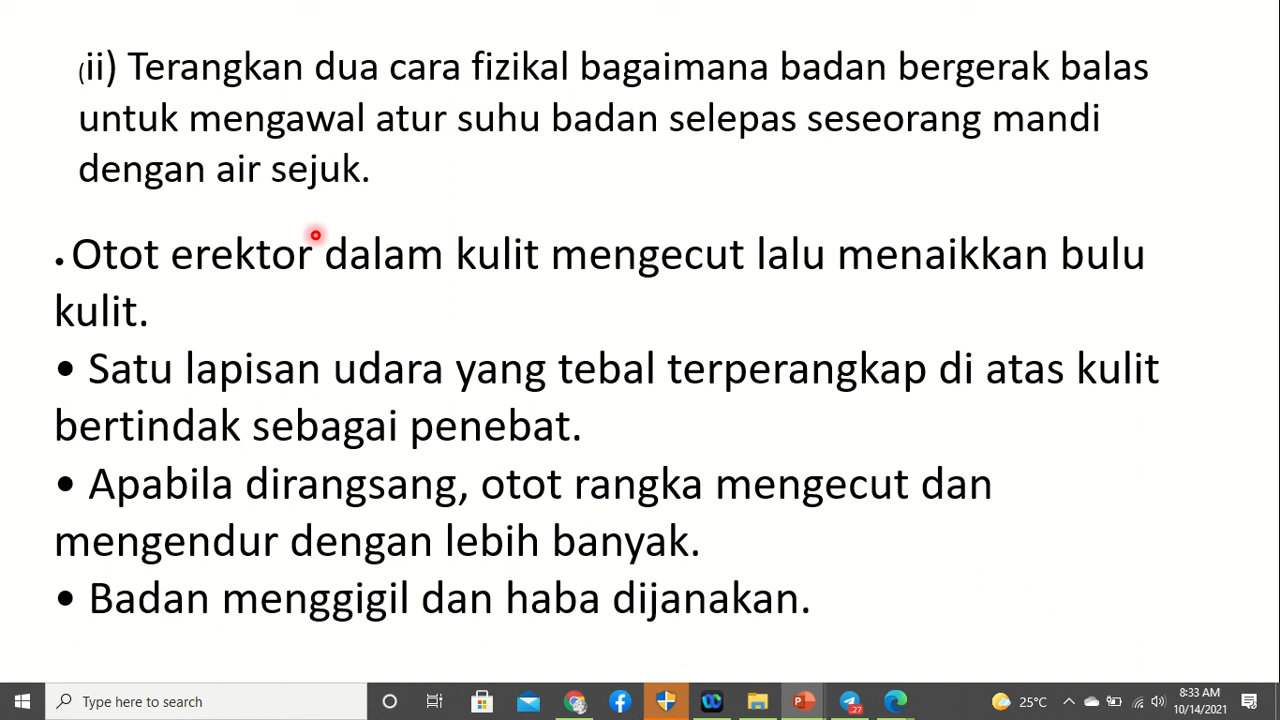 (ii) Terangkan dua cara fizikal bagaimana badan bergerak balas
untuk mengawal atur suhu badan selepas seseorang mandi
dengan air sejuk.
• Otot erektor dalam kulit mengecut lalu menaikkan bulu
kulit.
• Satu lapisan udara yang tebal terperangkap di atas kulit
bertindak sebagai penebat.
• Apabila dirangsang, otot rangka mengecut dan
mengendur dengan lebih banyak.
• Badan menggigil dan haba dijanakan.
Type here to search
27
25°C
8:33 AM
10/14/2021